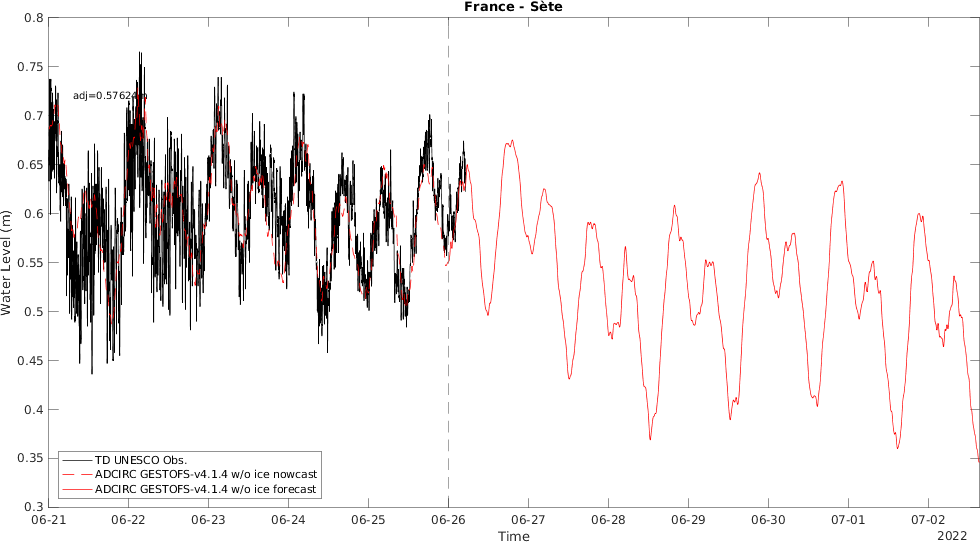 France - Sète
0.8
0.75
0.7
0.65
0.6
0.55
0.5
0.45
0.4
0.35
0.3
Water Level (m)
adj=0.57624m
TD UNESCO Obs.
ADCIRC GESTOFS-v4.1.4 w/o ice nowcast
ADCIRC GESTOFS-v4.1.4 w/o ice forecast
06-21 06-22 06-23 06-24 06-25 06-26 06-27 06-28 06-29 06-30 07-01 07-02
Time
2022